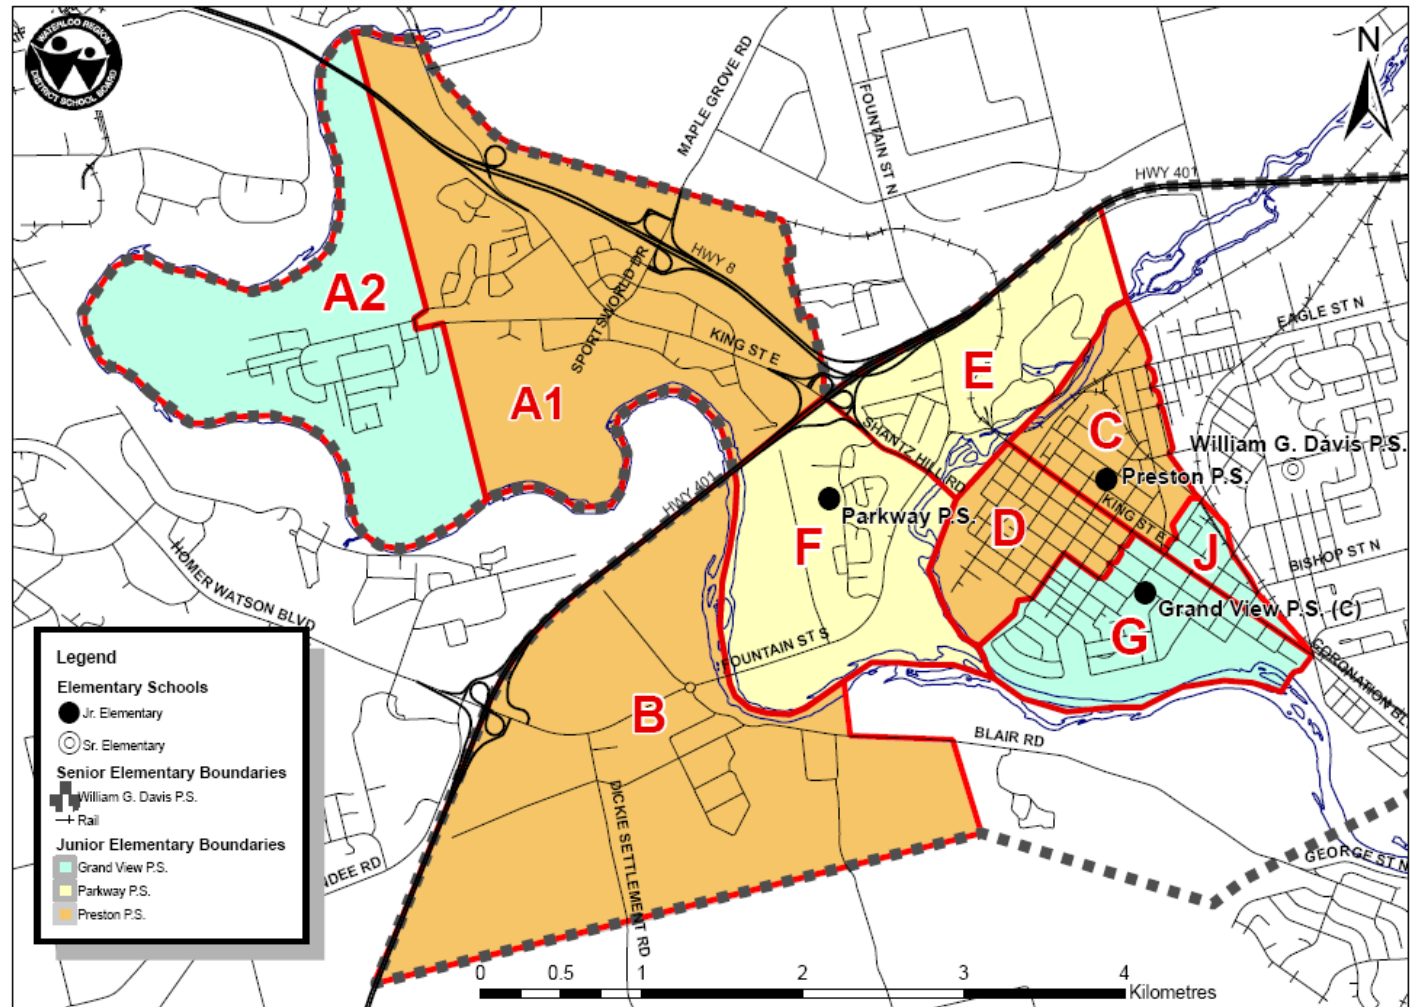 WATERLOO REGION
DISTRICT SCHOOL BOARD
N
MAPLE GROVE RD
FOUNTAIN ST N
HWY 401
HWY 8
SPORTSWORLD DR
KING ST E
EAGLE ST N
A2
A1
E
C
SHANTZ HILL RD
William G. Davis P.S.
Preston P.S.
KING ST E
HWY 401
Parkway P.S.
D
F
J
BISHOP ST N
Grand View P.S. (C)
G
HOMER WATSON BLVD
FOUNTAIN ST S
CORONATION BL
B
BLAIR RD
DICKIE SETTLEMENT RD
GEORGE ST N
NDEE RD
Legend
Elementary Schools
Jr. Elementary
Sr. Elementary
Senior Elementary Boundaries
William G. Davis P.S.
Rail
Junior Elementary Boundaries
Grand View P.S.
Parkway P.S.
Preston P.S.
0 0.5 1 2 3 4
Kilometres